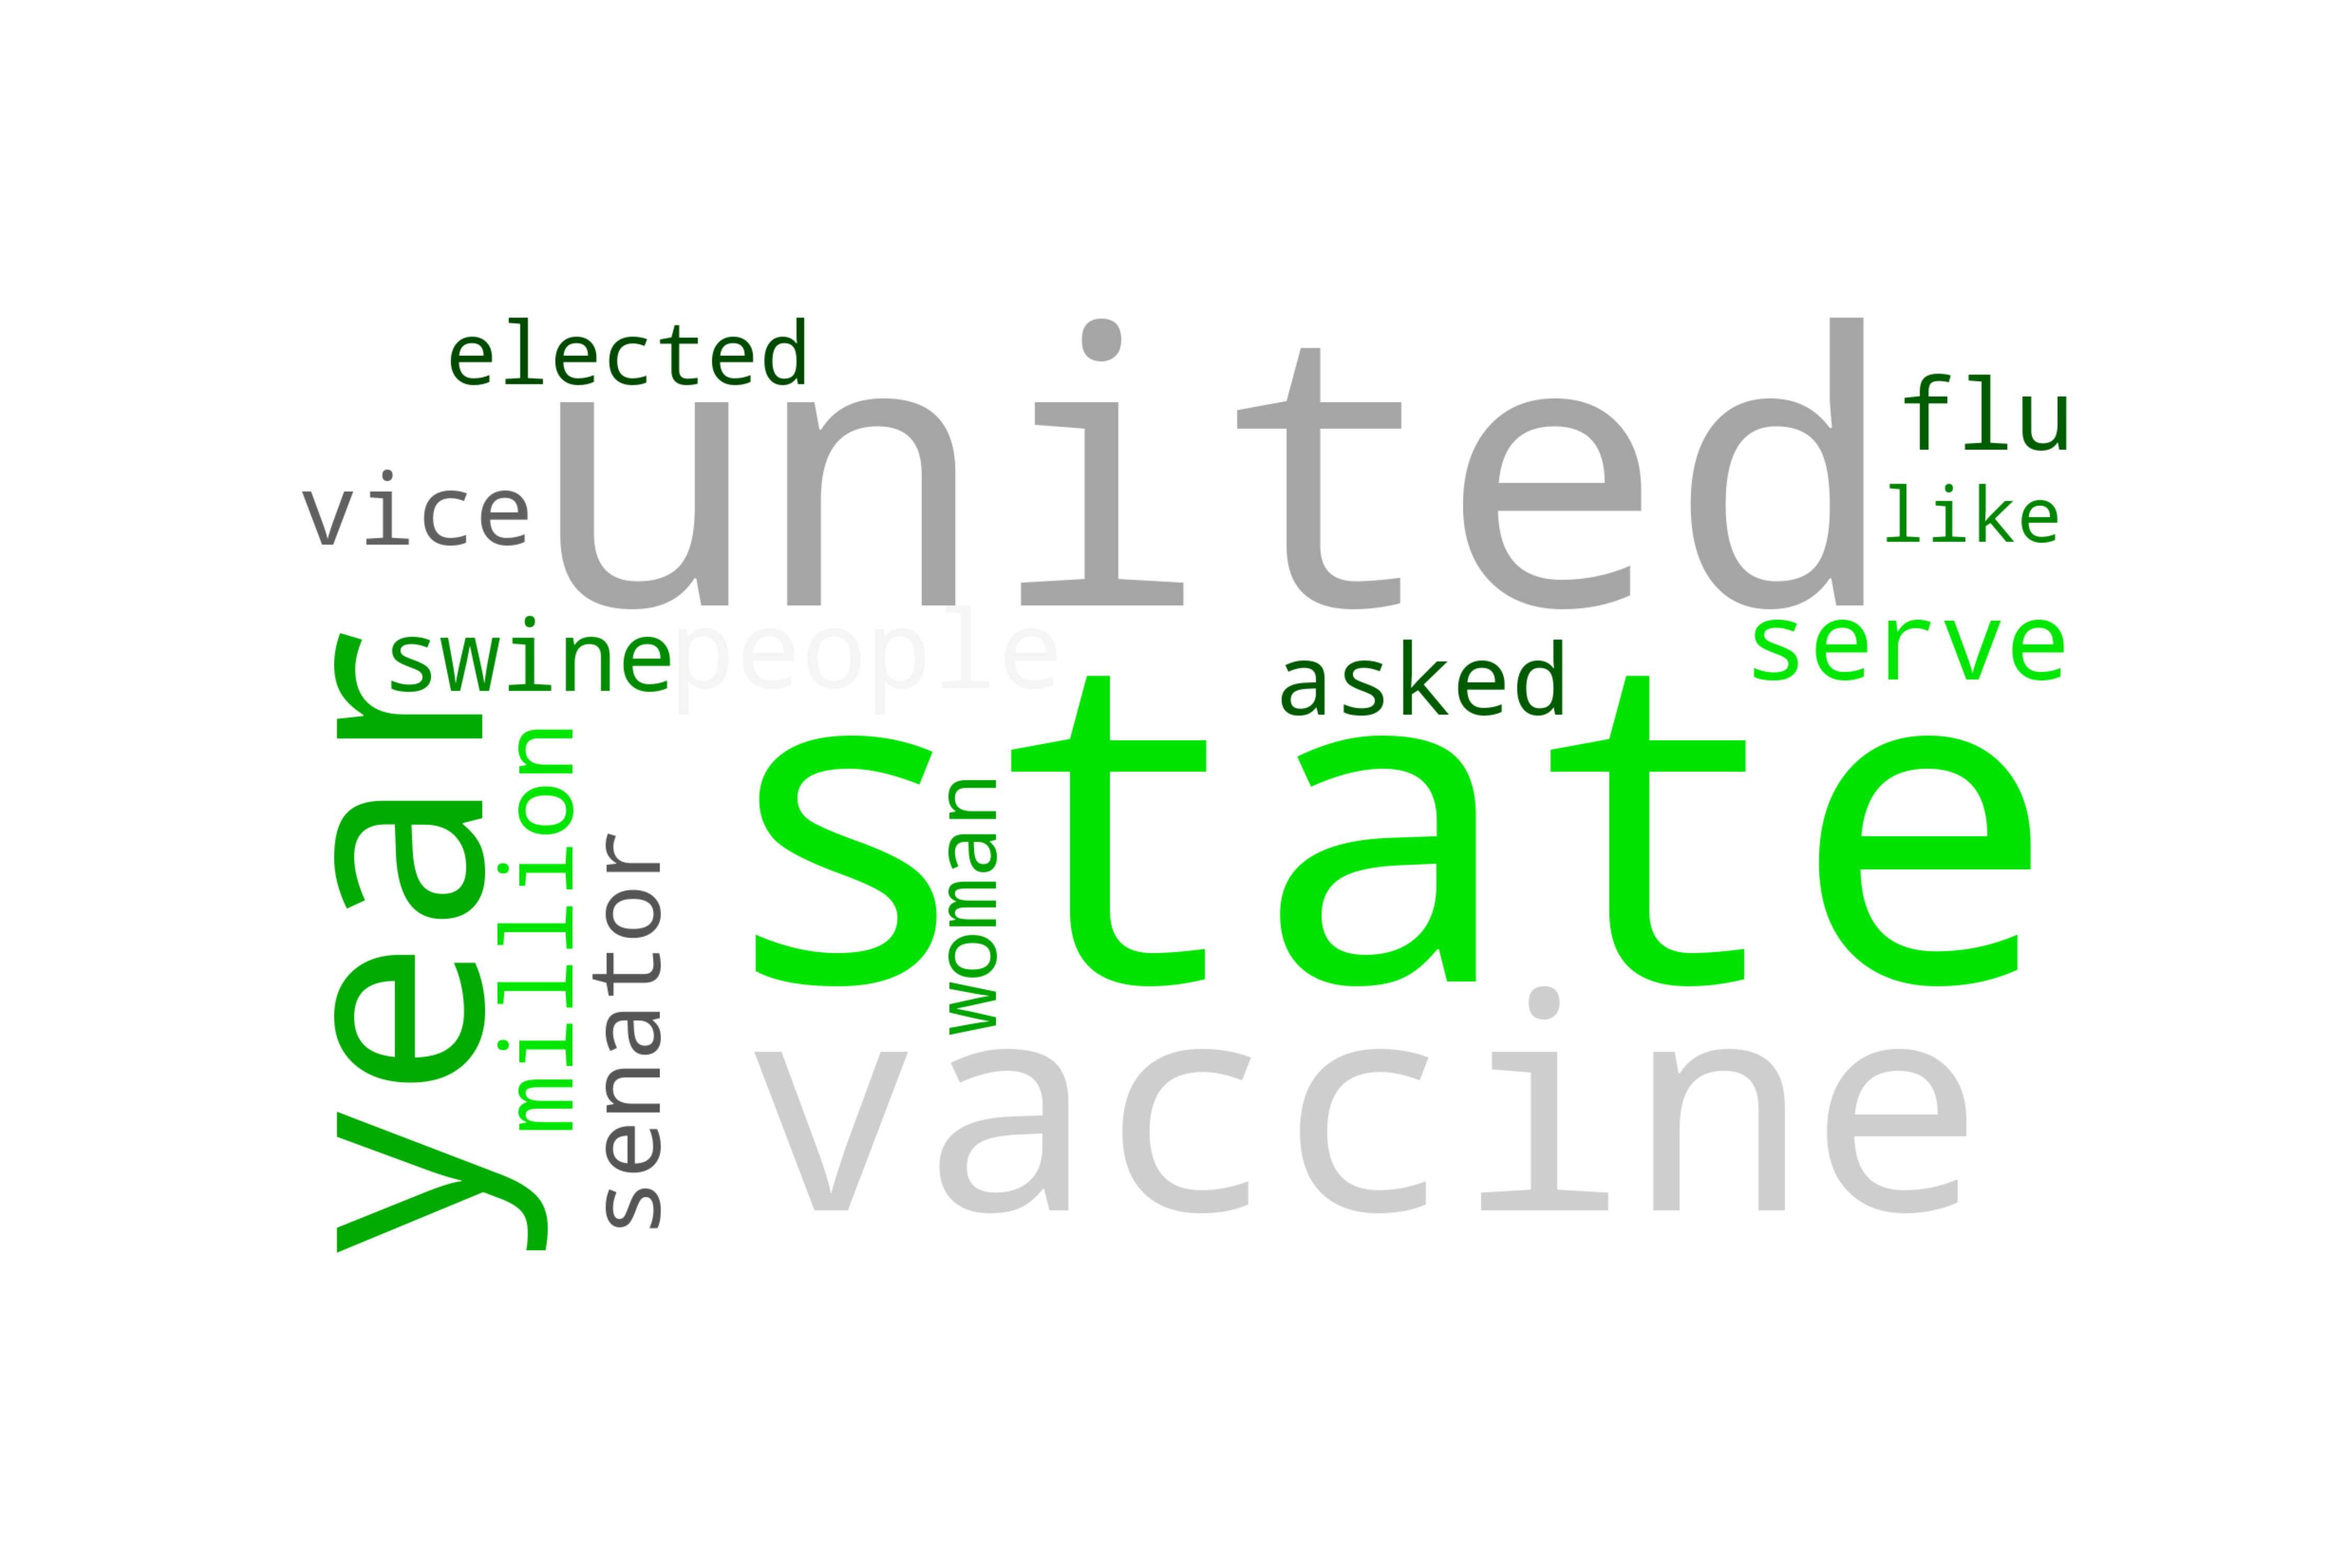 elected
united
flu
vice
like
swine
people
asked
serve
year
million
senator
state
woman
vaccine